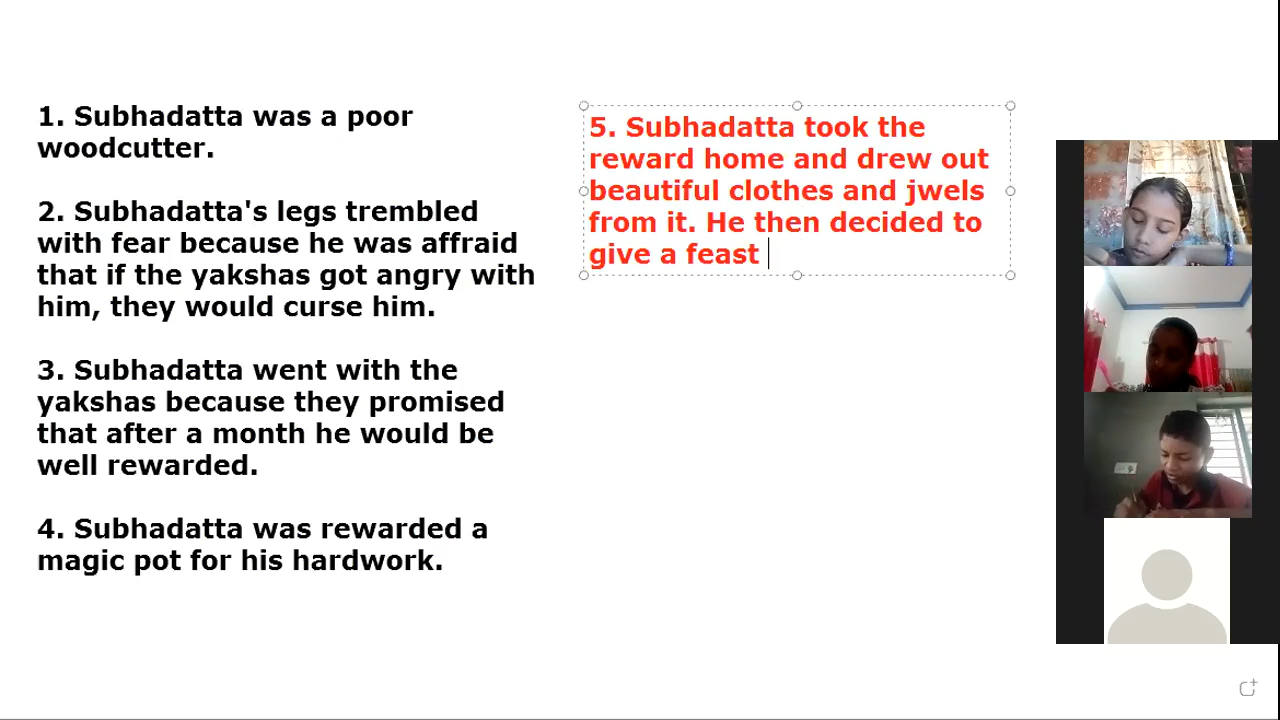 1. Subhadatta was a poor
woodcutter.
2. Subhadatta's legs trembled
with fear because he was affraid
that if the yakshas got angry with
him, they would curse him.
3. Subhadatta went with the
yakshas because they promised
that after a month he would be
well rewarded.
4. Subhadatta was rewarded a
magic pot for his hardwork.
5. Subhadatta took the
reward home and drew out
beautiful clothes and jwels
from it. He then decided to
give a feast